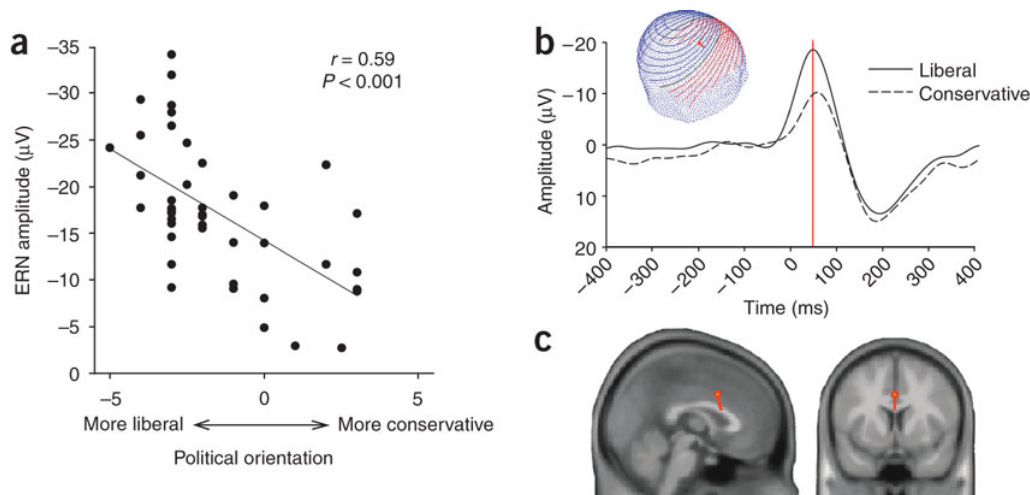 a
r = 0.59
P < 0.001
ERN amplitude (μV)
−35
−30
−25
−20
−15
−10
−5
0
−5
0
5
More liberal
More conservative
Political orientation
b
Liberal
Conservative
Amplitude (μV)
−20
−10
0
10
20
−400
−300
−200
−100
0
100
200
300
400
Time (ms)
c